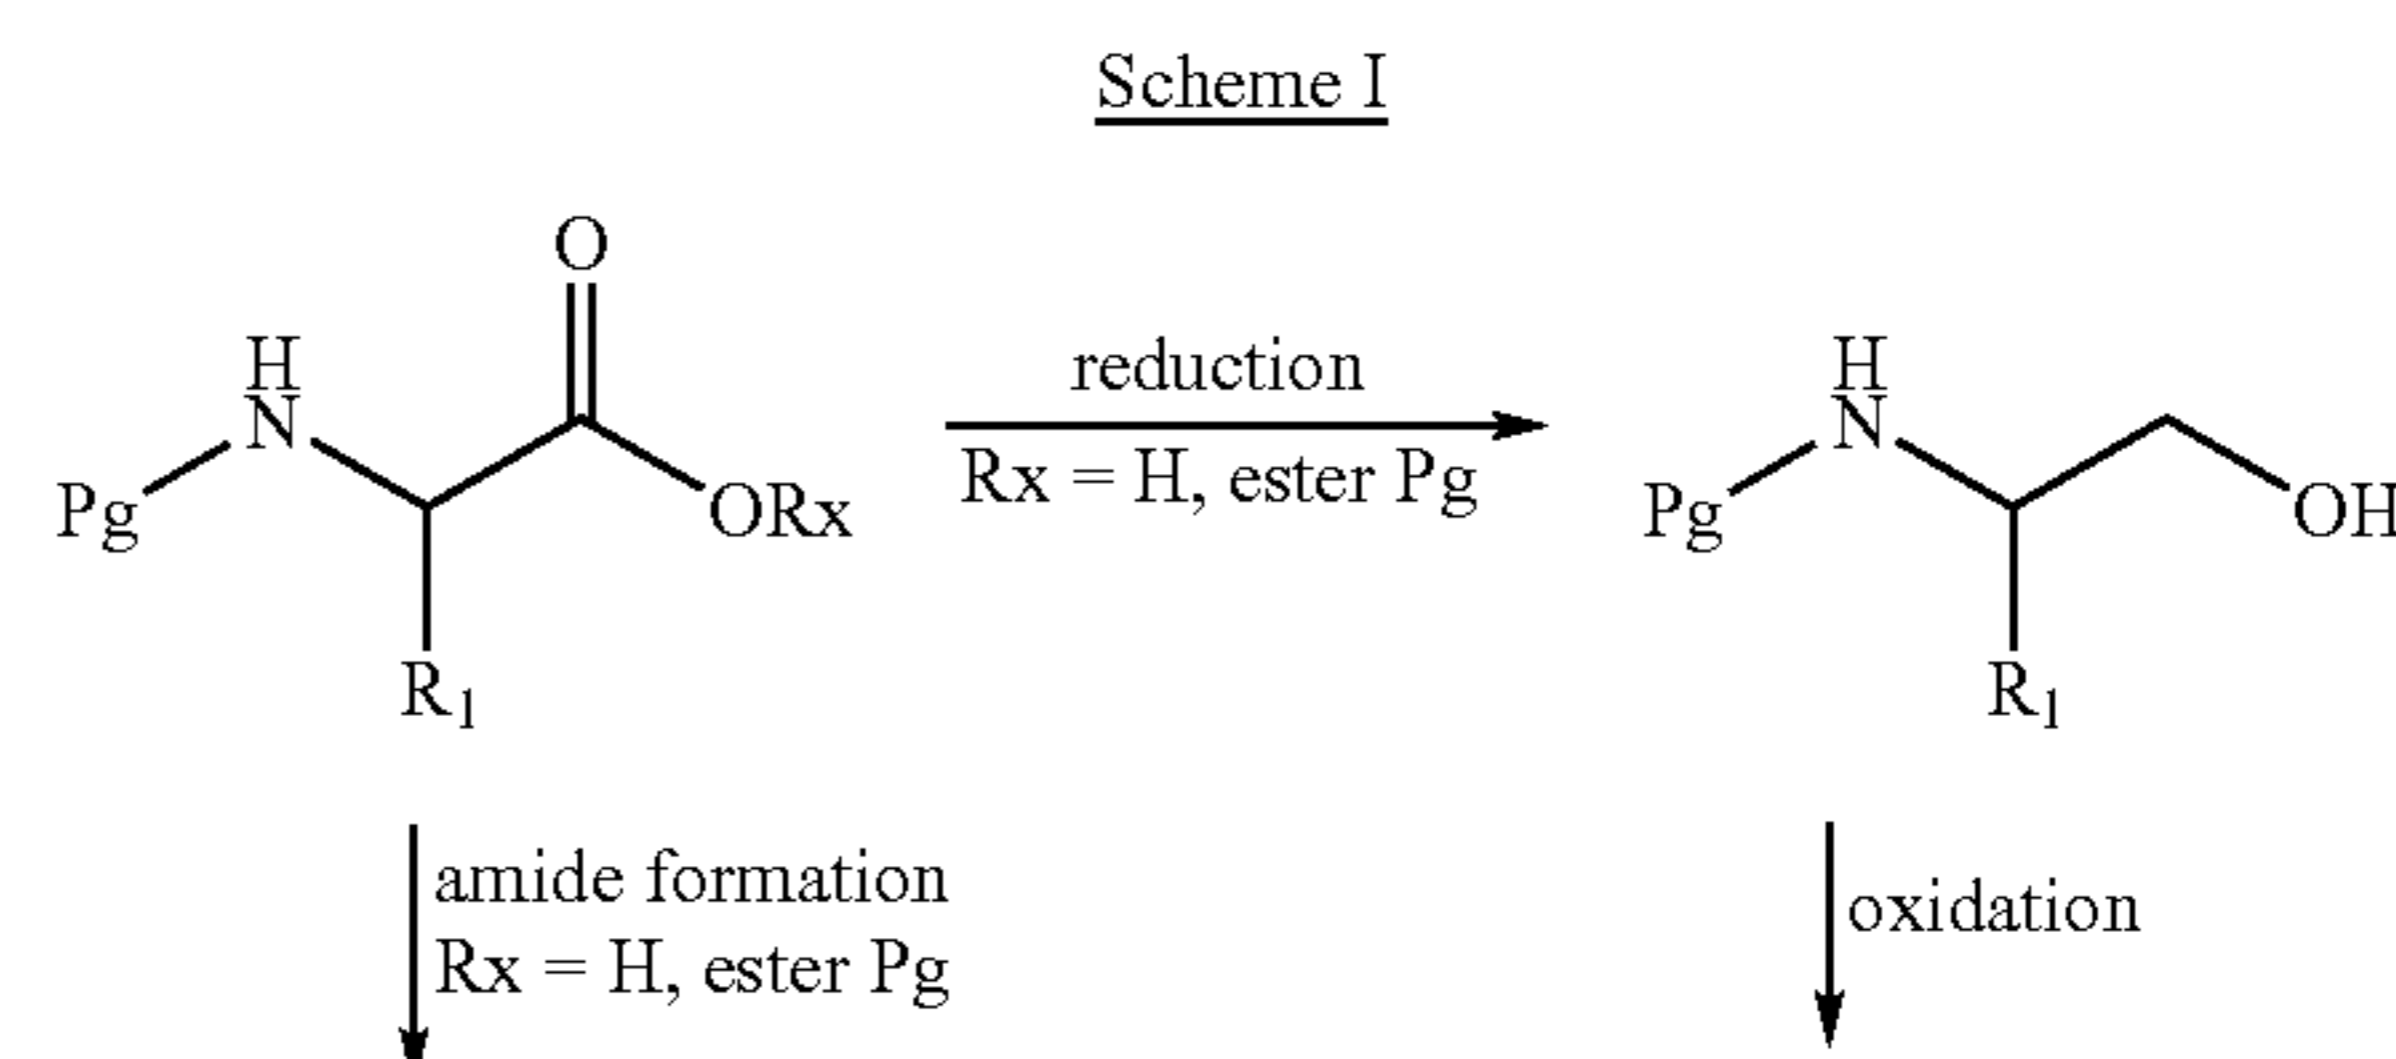 Scheme I
O
H
N
Pg
ORx
R1
reduction
Rx = H, ester Pg
H
N
Pg
OH
R1
amide formation
Rx = H, ester Pg
oxidation